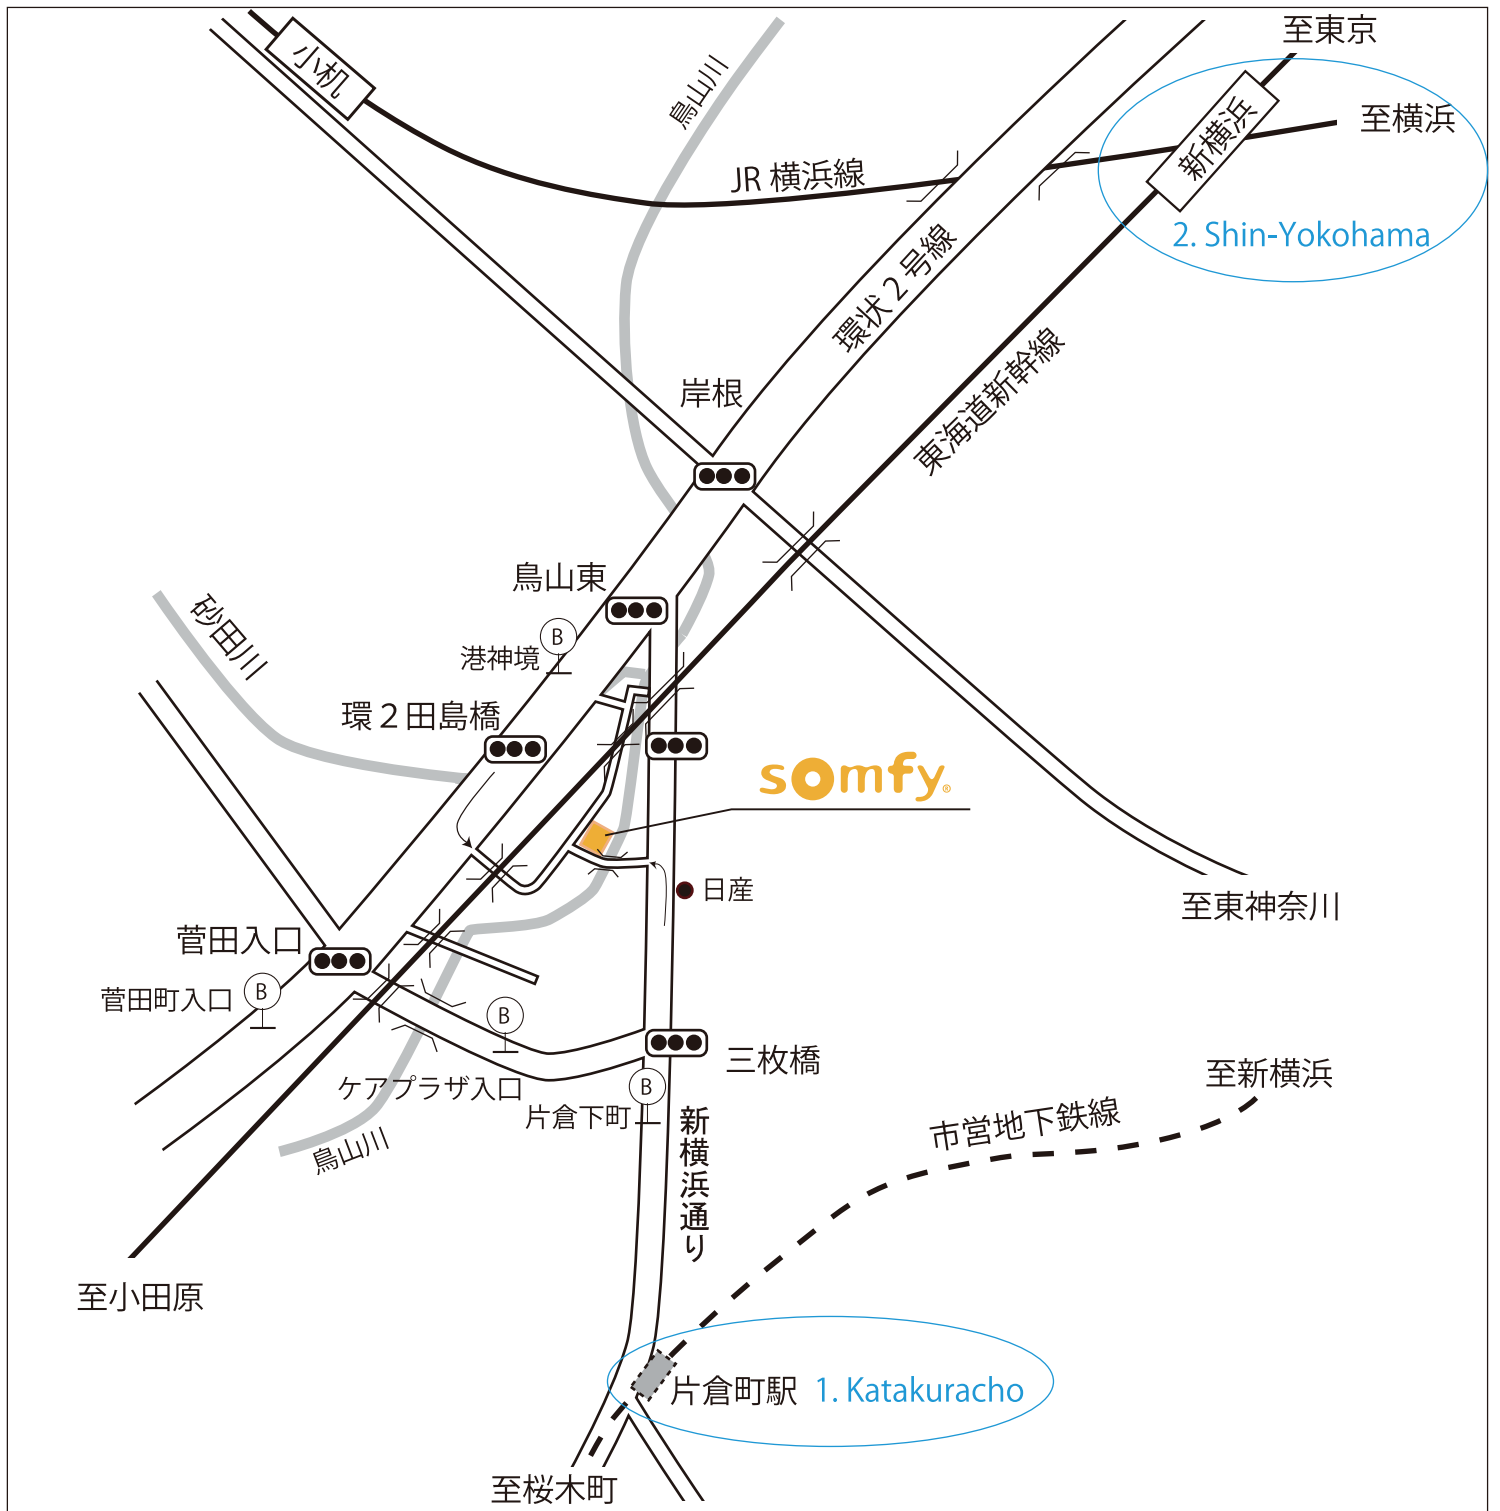 至東京
小机
鳥山川
新横浜
至横浜
JR 横浜線
2. Shin-Yokohama
環状２号線
東海道新幹線
岸根
鳥山東
砂田川
B
港神境
環２田島橋
somfy®
日産
至東神奈川
菅田入口
菅田町入口
B
B
三枚橋
至新横浜
ケアプラザ入口
B
片倉下町
市営地下鉄線
鳥山川
新横浜通り
至小田原
片倉町駅 1. Katakuracho
至桜木町